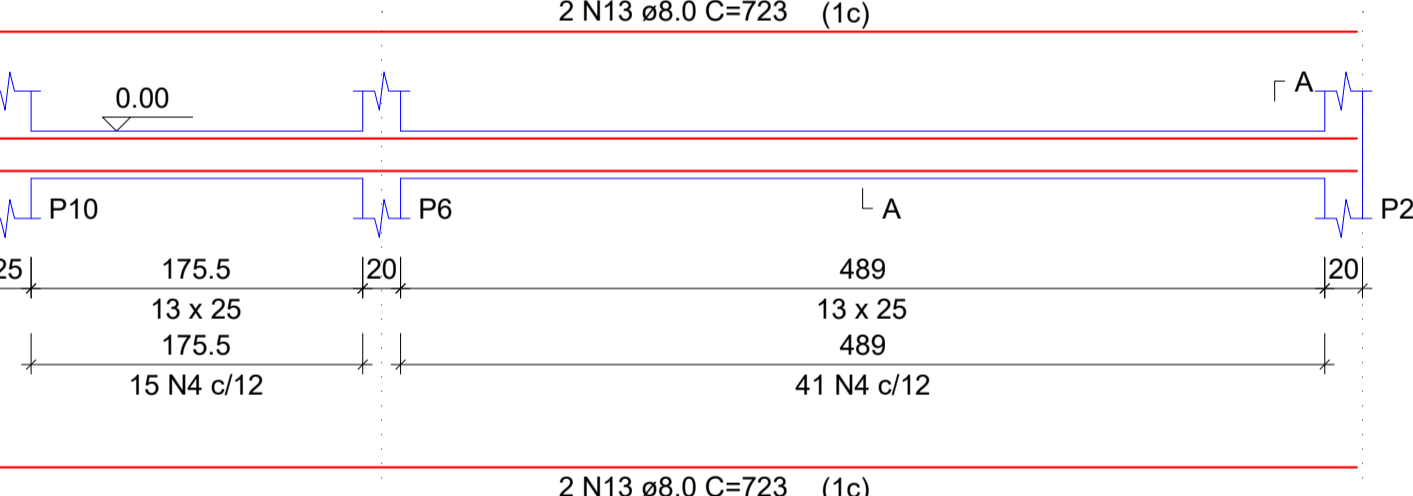 2 N13 ø8.0 C=723 (1c)
A
0.00
P10 P6 A P2
25 175.5 20 489 20
13 x 25 13 x 25
175.5 489
15 N4 c/12 41 N4 c/12
2 N13 ø8.0 C=723 (1c)